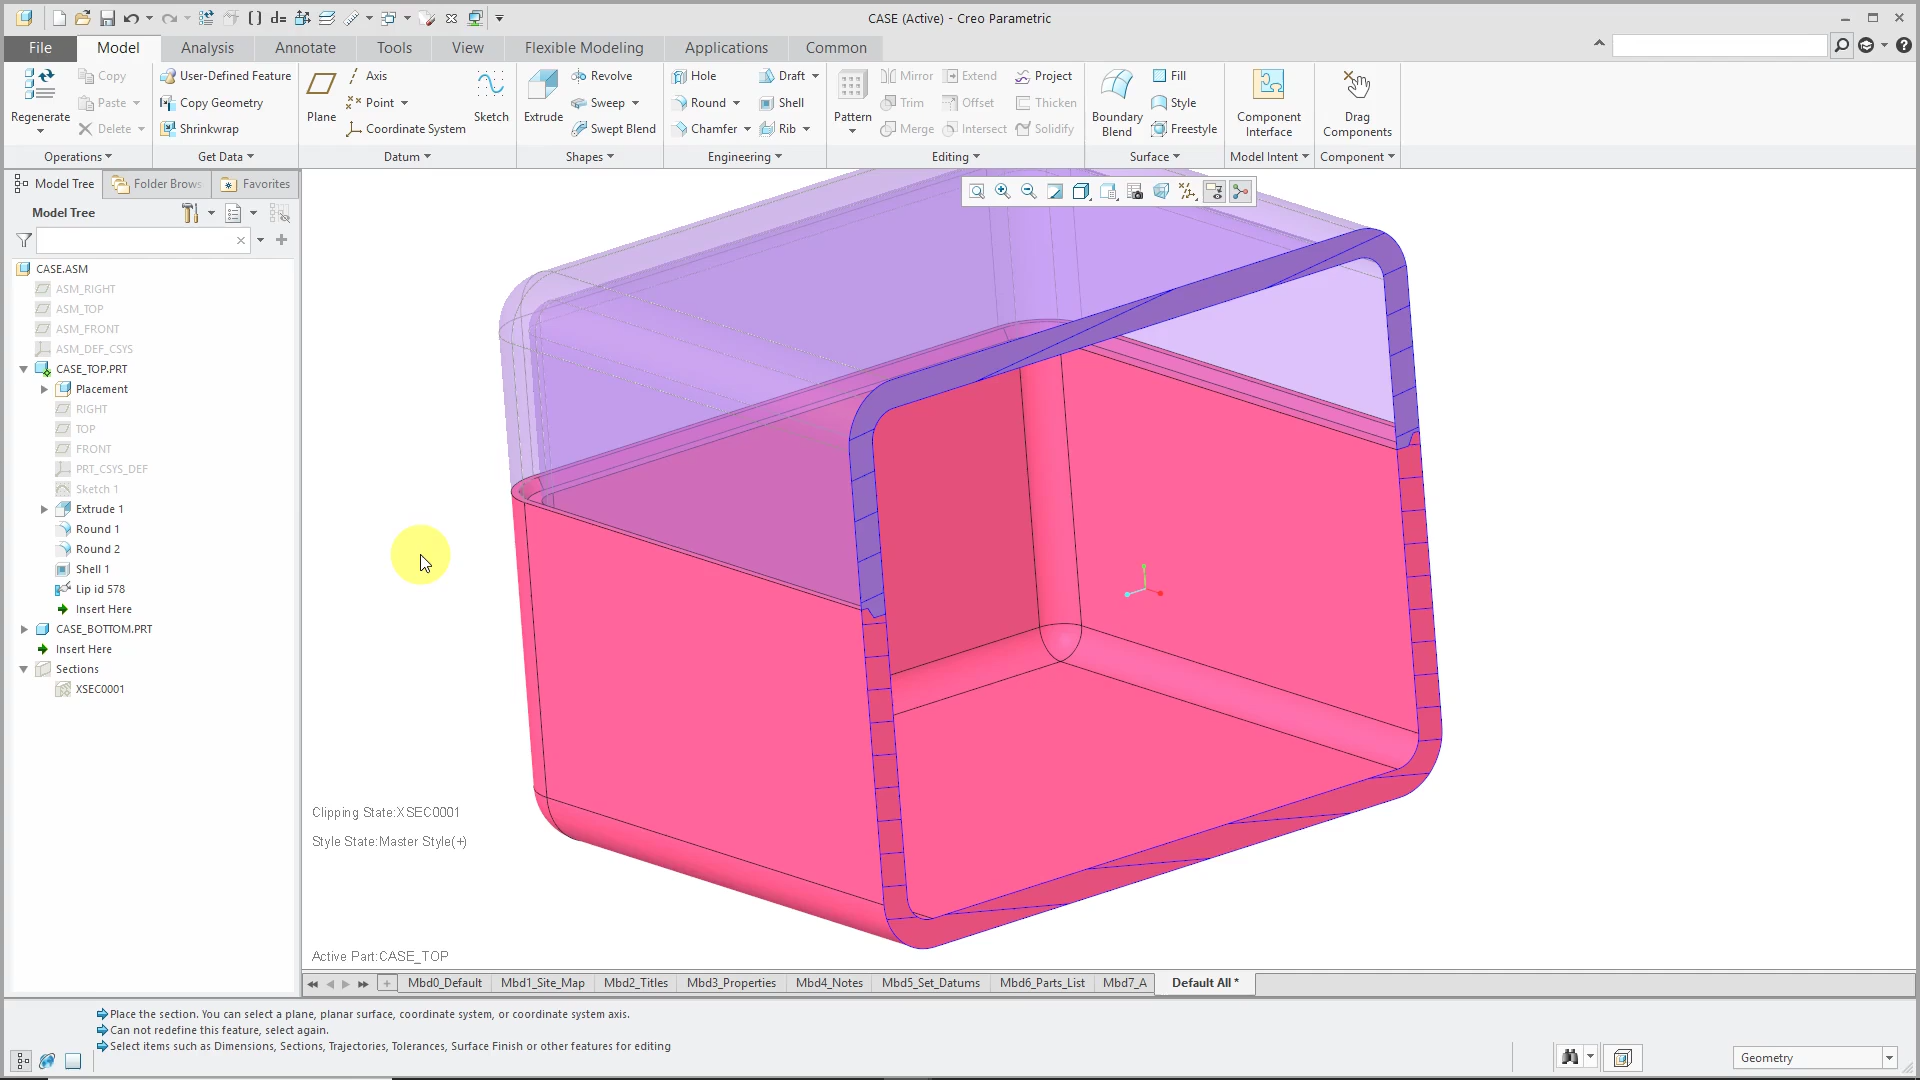 CASE (Active) - Creo Parametric
File Model Analysis Annotate Tools View Flexible Modeling Applications Common
Regenerate
Copy
Paste
Delete
User-Defined Feature
Copy Geometry
Shrinkwrap
Plane
Axis
Point
Coordinate System
Sketch
Extrude
Revolve
Sweep
Swept Blend
Hole
Round
Chamfer
Draft
Shell
Rib
Pattern
Mirror
Trim
Merge
Extend
Offset
Intersect
Project
Thicken
Solidify
Boundary
Blend
Fill
Style
Freestyle
Component
Interface
Drag
Components
Operations Get Data Datum Shapes Engineering Editing Surface Model Intent Component
Model Tree Folder Brows Favorites
Model Tree
CASE.ASM
ASM_RIGHT
ASM_TOP
ASM_FRONT
ASM_DEF_CSYS
CASE_TOP.PRT
Placement
RIGHT
TOP
FRONT
PRT_CSYS_DEF
Sketch 1
Extrude 1
Round 1
Round 2
Shell 1
Lip id 578
Insert Here
CASE_BOTTOM.PRT
Insert Here
Sections
XSEC0001
Clipping State:XSEC0001
Style State:Master Style(+)
Active Part:CASE_TOP
Mbd0_Default Mbd1_Site_Map Mbd2_Titles Mbd3_Properties Mbd4_Notes Mbd5_Set_Datums Mbd6_Parts_List Mbd7_A Default All *
Place the section. You can select a plane, planar surface, coordinate system, or coordinate system axis.
Can not redefine this feature, select again.
Select items such as Dimensions, Sections, Trajectories, Tolerances, Surface Finish or other features for editing
Geometry